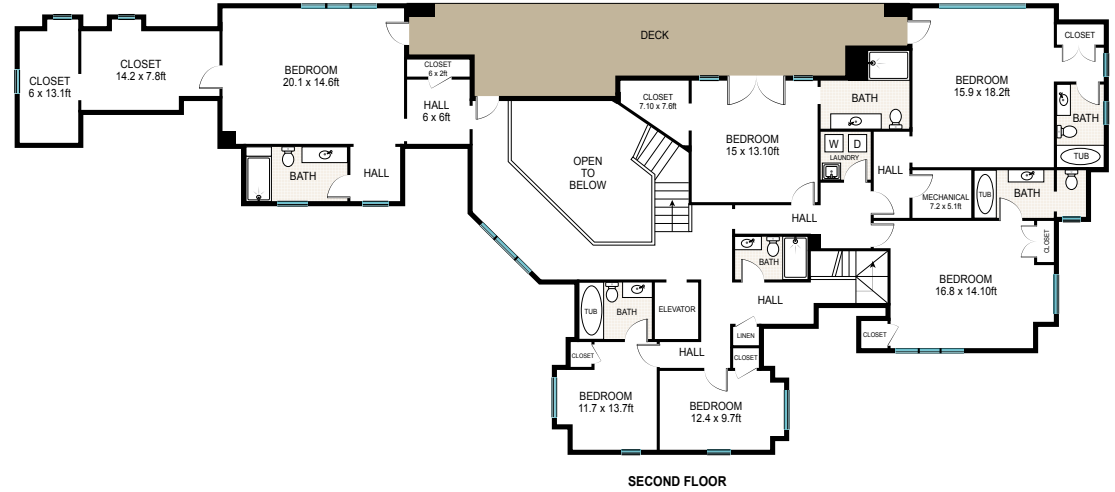 CLOSET
6 x 13.1ft
CLOSET
14.2 x 7.8ft
BEDROOM
20.1 x 14.6ft
CLOSET
6 x 2ft
HALL
6 x 6ft
BATH
HALL
DECK
OPEN
TO
BELOW
CLOSET
7.10 x 7.6ft
BEDROOM
15 x 13.10ft
BATH
W
D
LAUNDRY
HALL
BEDROOM
15.9 x 18.2ft
CLOSET
BATH
TUB
MECHANICAL
7.2 x 5.1ft
TUB
BATH
CLOSET
HALL
BATH
BEDROOM
16.8 x 14.10ft
CLOSET
HALL
LINEN
ELEVATOR
TUB
BATH
CLOSET
HALL
CLOSET
BEDROOM
11.7 x 13.7ft
BEDROOM
12.4 x 9.7ft
SECOND FLOOR